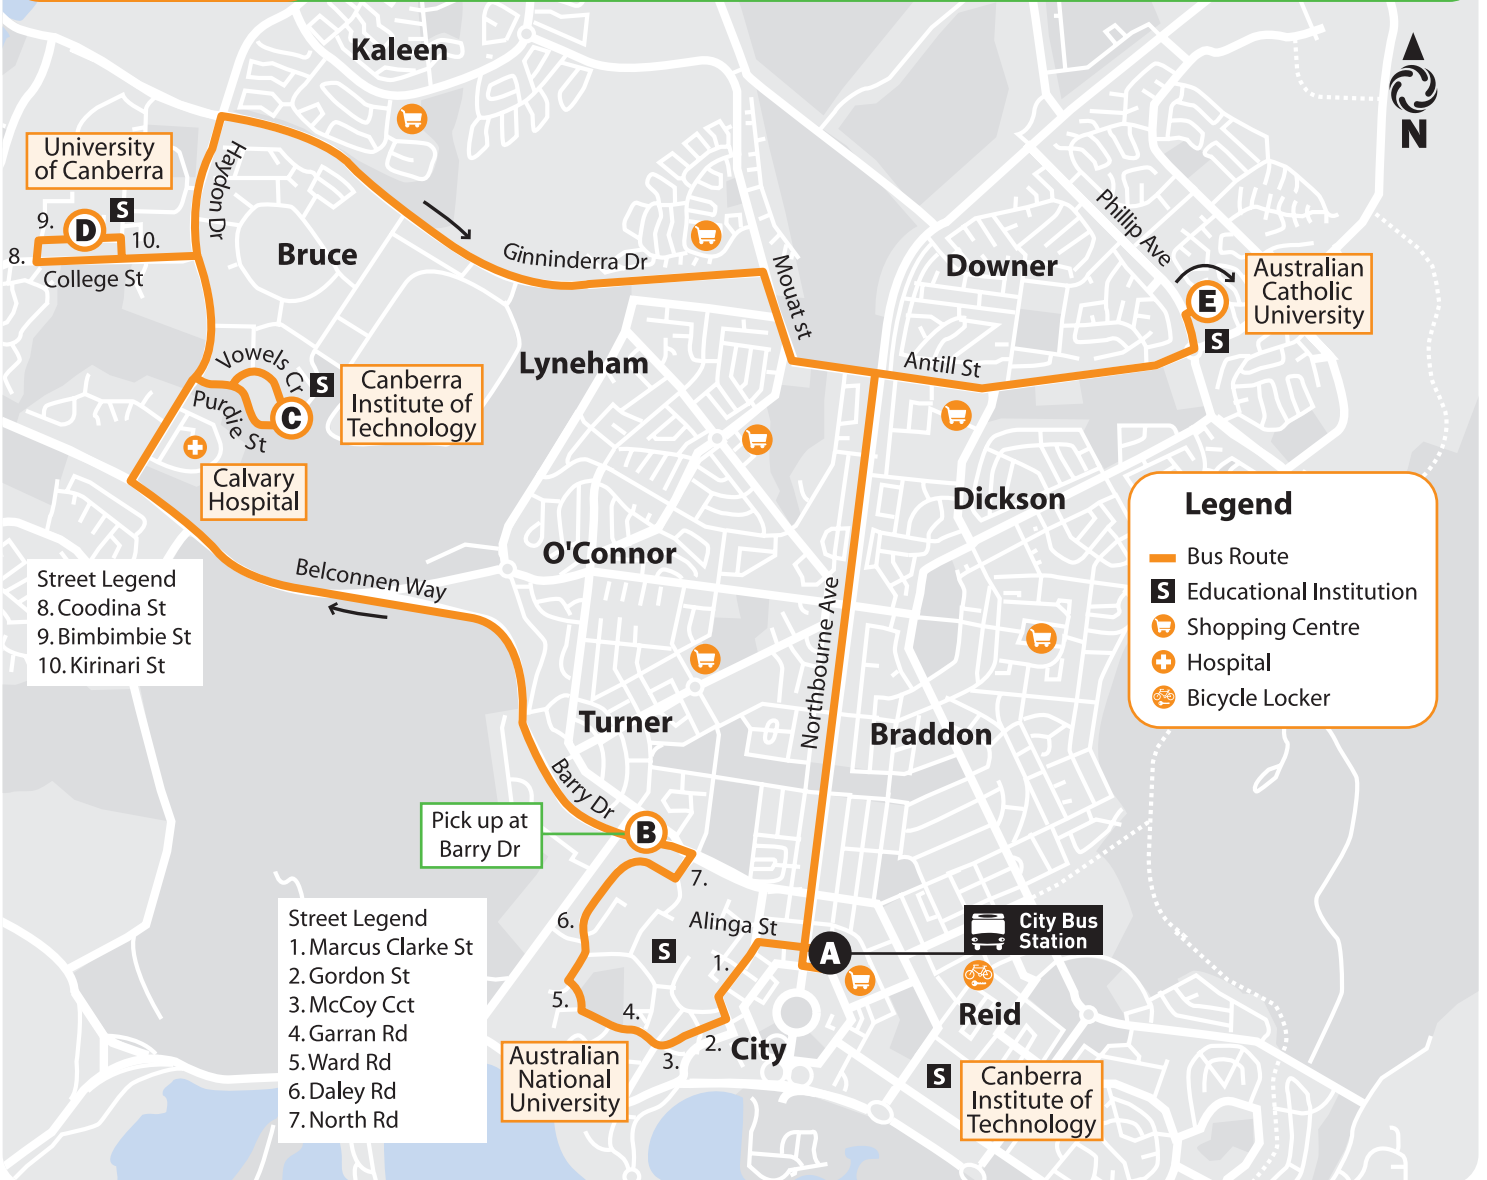 Kaleen
N
University
of Canberra
Haydon Dr
S
9.
D
10.
8.
College St
Bruce
Ginninderra Dr
Mouat st
Downer
Phillip Ave
E
Australian
Catholic
University
S
Lyneham
Antill St
Vowels Cr
Purdie St
C
S
Canberra
Institute of
Technology
Calvary
Hospital
Dickson
O'Connor
Belconnen Way
Northbourne Ave
Legend
Bus Route
S Educational Institution
Shopping Centre
Hospital
Bicycle Locker
Street Legend
8. Coodina St
9. Bimbimbie St
10. Kirinari St
Turner
Braddon
Barry Dr
Pick up at
Barry Dr
B
7.
6.
Alinga St
S
1.
A
City Bus
Station
5.
4.
3.
2.
City
Reid
Street Legend
1. Marcus Clarke St
2. Gordon St
3. McCoy Cct
4. Garran Rd
5. Ward Rd
6. Daley Rd
7. North Rd
Australian
National
University
S
Canberra
Institute of
Technology